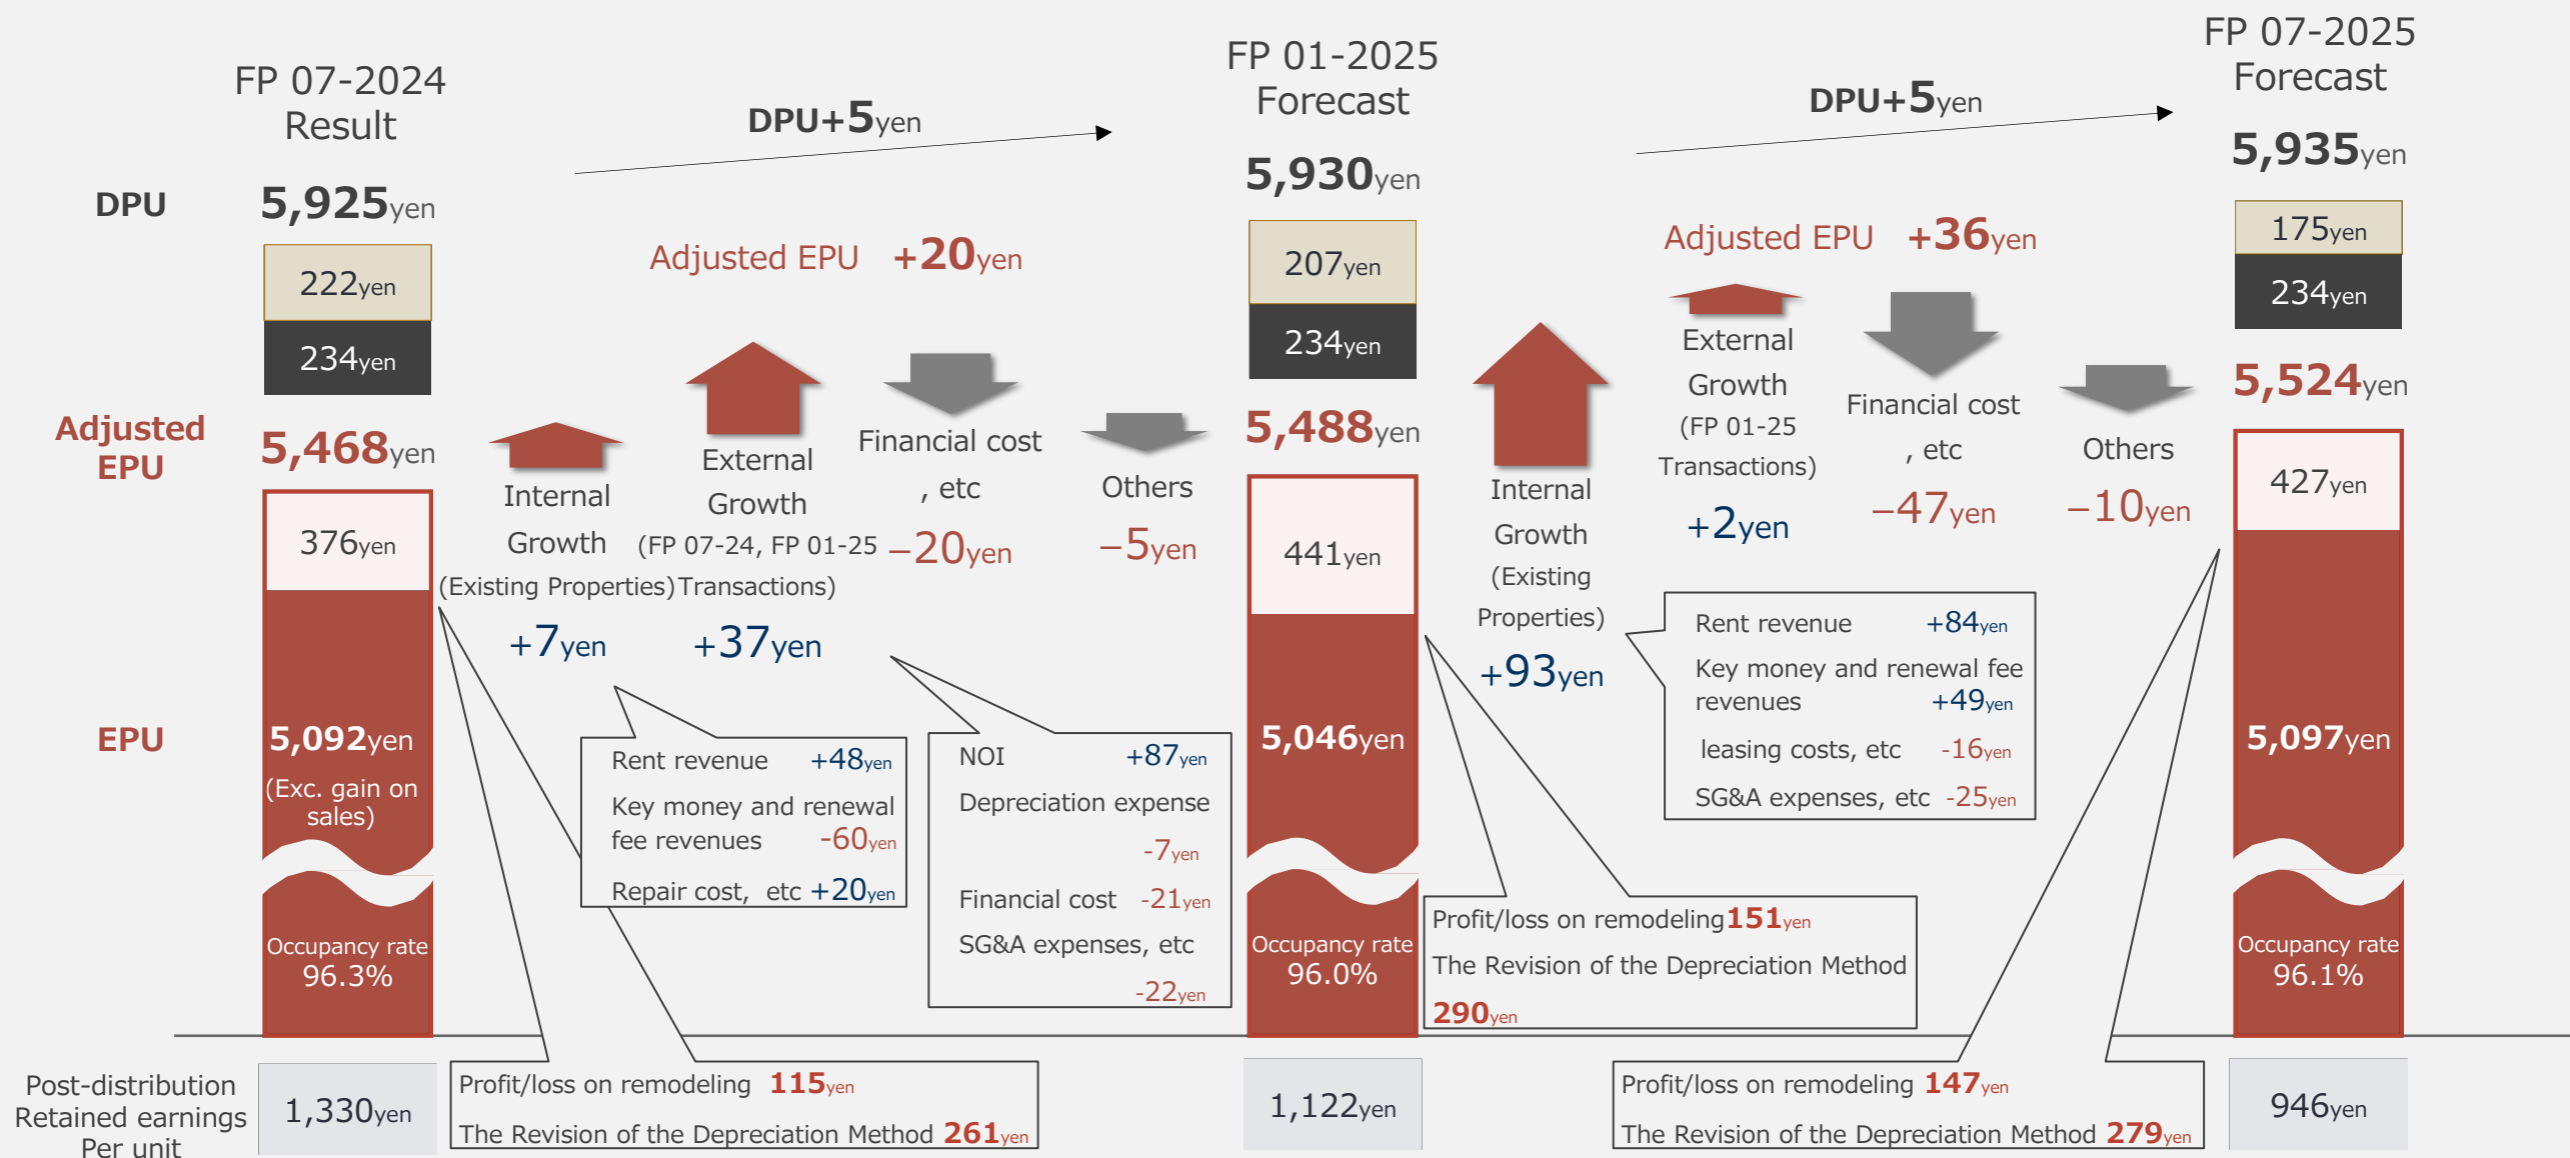 FP 07-2024
Result
DPU
5,925yen
222yen
234yen
Adjusted
EPU
5,468yen
376yen
EPU
5,092yen
(Exc. gain on
sales)
Occupancy rate
96.3%
Post-distribution
Retained earnings
Per unit
1,330yen
DPU+5yen
Adjusted EPU +20yen
Internal
Growth
(Existing Properties)
+7yen
External
Growth
(FP 07-24, FP 01-25
Transactions)
+37yen
Financial cost
, etc
−20yen
Others
−5yen
Rent revenue +48yen
Key money and renewal
fee revenues -60yen
Repair cost, etc +20yen
NOI +87yen
Depreciation expense
-7yen
Financial cost -21yen
SG&A expenses, etc
-22yen
Profit/loss on remodeling 115yen
The Revision of the Depreciation Method 261yen
FP 01-2025
Forecast
5,930yen
207yen
234yen
5,488yen
441yen
5,046yen
Occupancy rate
96.0%
1,122yen
Profit/loss on remodeling151yen
The Revision of the Depreciation Method
290yen
DPU+5yen
Adjusted EPU +36yen
Internal
Growth
(Existing
Properties)
+93yen
External
Growth
(FP 01-25
Transactions)
+2yen
Financial cost
, etc
−47yen
Others
−10yen
Rent revenue +84yen
Key money and renewal fee
revenues +49yen
leasing costs, etc -16yen
SG&A expenses, etc -25yen
Profit/loss on remodeling 147yen
The Revision of the Depreciation Method 279yen
FP 07-2025
Forecast
5,935yen
175yen
234yen
5,524yen
427yen
5,097yen
Occupancy rate
96.1%
946yen